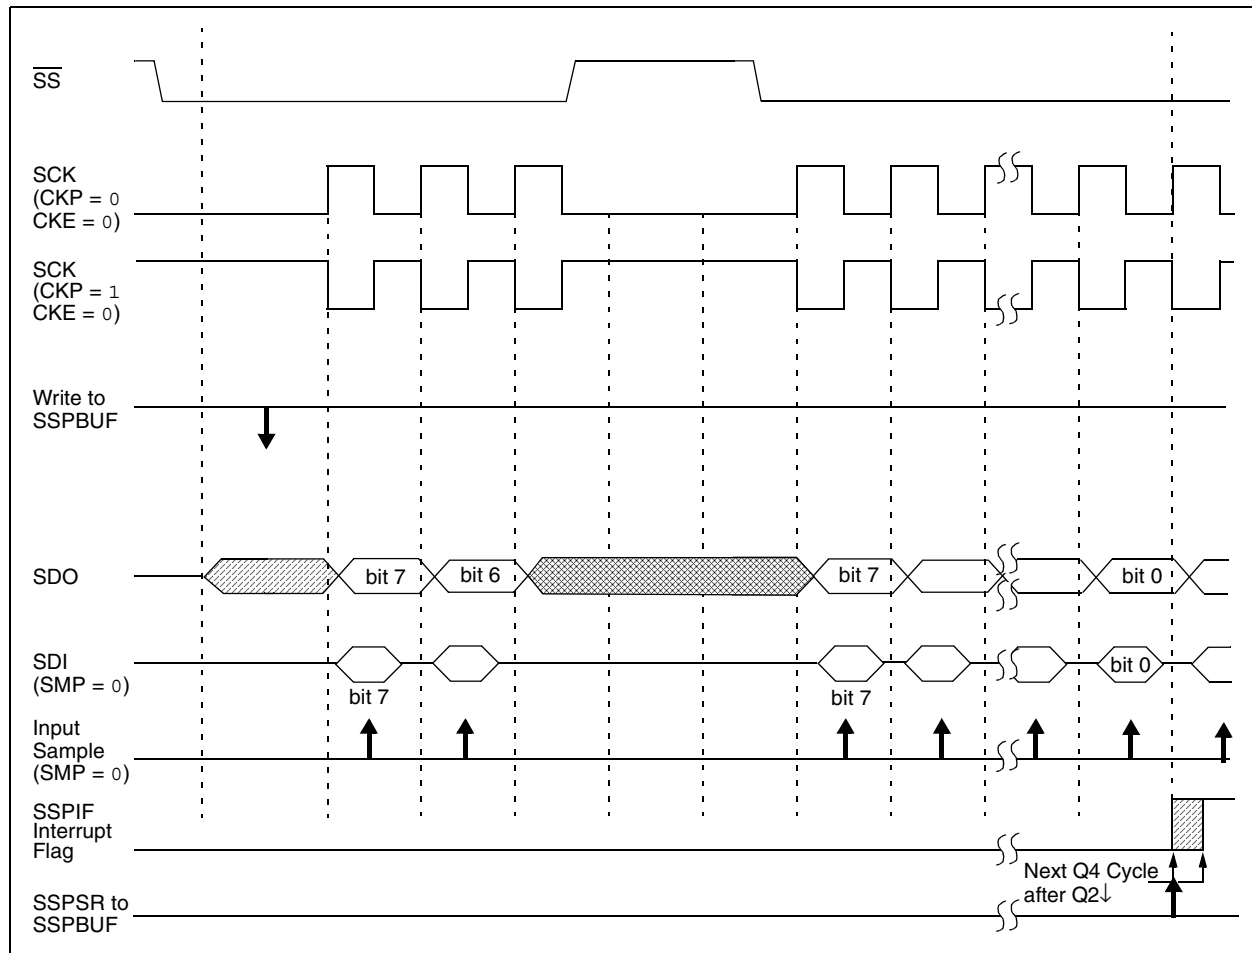 SS
SCK
(CKP = 0
CKE = 0)
SCK
(CKP = 1
CKE = 0)
Write to
SSPBUF
SDO
bit 7
bit 6
bit 7
bit 0
SDI
(SMP = 0)
bit 7
bit 7
bit 0
Input
Sample
(SMP = 0)
SSPIF
Interrupt
Flag
Next Q4 Cycle
after Q2↓
SSPSR to
SSPBUF